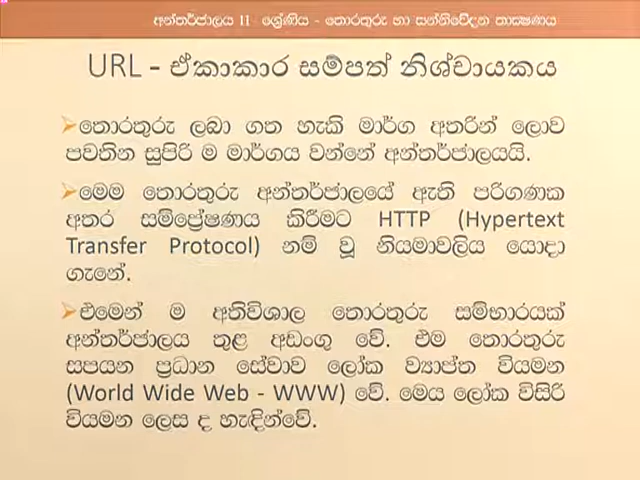 අන්තර්ජාලය 11 ශ්‍රේණිය - තොරතුරු හා සන්නිවේදන තාක්ෂණය
URL - ඒකාකාර සම්පත් නිශ්චායකය
තොරතුරු ලබා ගත හැකි මාර්ග අතරින් ලොව
පවතින සුපිරි ම මාර්ගය වන්නේ අන්තර්ජාලයයි.
මෙම තොරතුරු අන්තර්ජාලයේ ඇති පරිගණක
අතර සම්ප්‍රේෂණය කිරීමට HTTP (Hypertext
Transfer Protocol) නම් වූ නියමාවලිය යොදා
ගැනේ.
එමෙන් ම අතිවිශාල තොරතුරු සම්භාරයක්
අන්තර්ජාලය තුළ අඩංගු වේ. එම තොරතුරු
සපයන ප්‍රධාන සේවාව ලෝක ව්‍යාප්ත වියමන
(World Wide Web - WWW) වේ. මෙය ලෝක විසිරි
වියමන ලෙස ද හැඳින්වේ.